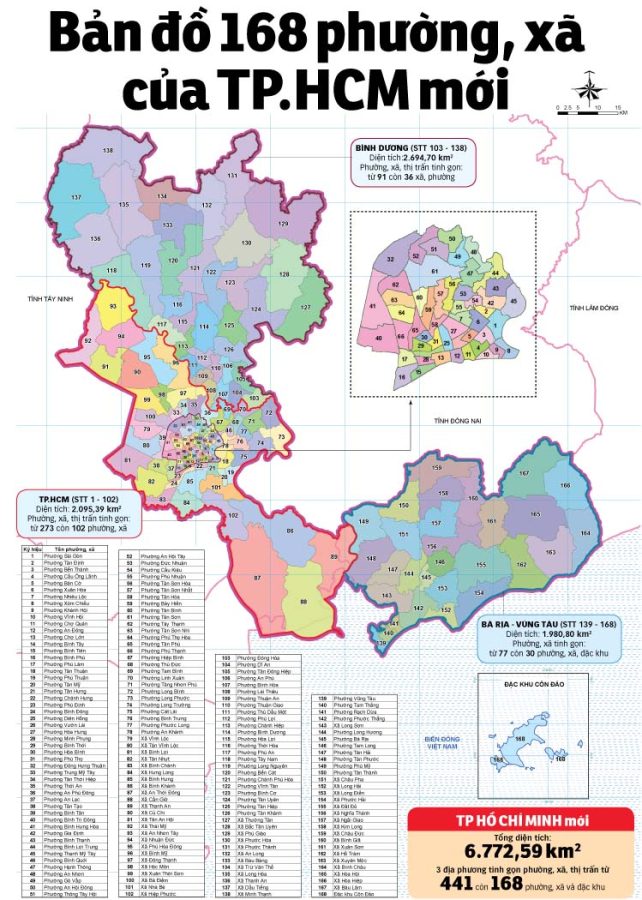 Bản đồ 168 phường, xã
của TP.HCM mới
0 2.5 5 10 15
KM
BÌNH DƯƠNG (STT 103 - 138)
Diện tích: 2.694,70 km²
Phường, xã, thị trấn tinh gọn:
từ 91 còn 36 xã, phường
TỈNH TÂY NINH
TỈNH LÂM ĐỒNG
TỈNH ĐỒNG NAI
TP.HCM (STT 1 - 102)
Diện tích: 2.095,39 km²
Phường, xã, thị trấn tinh gọn:
từ 273 còn 102 phường, xã
BÀ RỊA - VŨNG TÀU (STT 139 - 168)
Diện tích: 1.980,80 km²
Phường, xã tinh gọn:
từ 77 còn 30 phường, xã, đặc khu
ĐẶC KHU CÔN ĐẢO
BIỂN ĐÔNG
VIỆT NAM
168
168
Ký hiệu Tên phường, xã
1 Phường Sài Gòn
2 Phường Tân Định
3 Phường Bến Thành
4 Phường Cầu Ông Lãnh
5 Phường Bàn Cờ
6 Phường Xuân Hòa
7 Phường Nhiêu Lộc
8 Phường Xóm Chiếu
9 Phường Khánh Hội
10 Phường Vĩnh Hội
11 Phường Chợ Quán
12 Phường An Đông
13 Phường Chợ Lớn
14 Phường Bình Tây
15 Phường Bình Tiên
16 Phường Bình Phú
17 Phường Phú Lâm
18 Phường Tân Thuận
19 Phường Phú Thuận
20 Phường Tân Mỹ
21 Phường Tân Hưng
22 Phường Chánh Hưng
23 Phường Phú Định
24 Phường Bình Đông
25 Phường Diên Hồng
26 Phường Vườn Lài
27 Phường Hòa Hưng
28 Phường Minh Phụng
29 Phường Bình Thới
30 Phường Hòa Bình
31 Phường Phú Thọ
32 Phường Đông Hưng Thuận
33 Phường Trung Mỹ Tây
34 Phường Tân Thới Hiệp
35 Phường Thới An
36 Phường An Phú Đông
37 Phường An Lạc
38 Phường Tân Tạo
39 Phường Bình Tân
40 Phường Bình Trị Đông
41 Phường Bình Hưng Hòa
42 Phường Gia Định
43 Phường Bình Thạnh
44 Phường Bình Lợi Trung
45 Phường Thạnh Mỹ Tây
46 Phường Bình Quới
47 Phường Hạnh Thông
48 Phường An Nhơn
49 Phường Gò Vấp
50 Phường An Hội Đông
51 Phường Thông Tây Hội
52 Phường An Hội Tây
53 Phường Đức Nhuận
54 Phường Cầu Kiệu
55 Phường Phú Nhuận
56 Phường Tân Sơn Hòa
57 Phường Tân Sơn Nhất
58 Phường Tân Hòa
59 Phường Bảy Hiền
60 Phường Tân Bình
61 Phường Tân Sơn
62 Phường Tây Thạnh
63 Phường Tân Sơn Nhì
64 Phường Phú Thọ Hòa
65 Phường Tân Phú
66 Phường Phú Thạnh
67 Phường Hiệp Bình
68 Phường Thủ Đức
69 Phường Tam Bình
70 Phường Linh Xuân
71 Phường Tăng Nhơn Phú
72 Phường Long Bình
73 Phường Long Phước
74 Phường Long Trường
75 Phường Cát Lái
76 Phường Bình Trưng
77 Phường Phước Long
78 Phường An Khánh
79 Xã Vĩnh Lộc
80 Xã Tân Vĩnh Lộc
81 Xã Bình Lợi
82 Xã Tân Nhựt
83 Xã Bình Chánh
84 Xã Hưng Long
85 Xã Bình Hưng
86 Xã Bình Khánh
87 Xã An Thới Đông
88 Xã Cần Giờ
89 Xã Thạnh An
90 Xã Củ Chi
91 Xã Tân An Hội
92 Xã Thái Mỹ
93 Xã An Nhơn Tây
94 Xã Nhuận Đức
95 Xã Phú Hòa Đông
96 Xã Bình Mỹ
97 Xã Đông Thạnh
98 Xã Hóc Môn
99 Xã Xuân Thới Sơn
100 Xã Bà Điểm
101 Xã Nhà Bè
102 Xã Hiệp Phước
103 Phường Đông Hòa
104 Phường Dĩ An
105 Phường Tân Đông Hiệp
106 Phường An Phú
107 Phường Bình Hòa
108 Phường Lái Thiêu
109 Phường Thuận An
110 Phường Thuận Giao
111 Phường Thủ Dầu Một
112 Phường Phú Lợi
113 Phường Chánh Hiệp
114 Phường Bình Dương
115 Phường Hòa Lợi
116 Phường Thới Hòa
117 Phường Phú An
118 Phường Tây Nam
119 Phường Long Nguyên
120 Phường Bến Cát
121 Phường Chánh Phú Hòa
122 Phường Vĩnh Tân
123 Phường Bình Cơ
124 Phường Tân Uyên
125 Phường Tân Hiệp
126 Phường Tân Khánh
127 Xã Thường Tân
128 Xã Bắc Tân Uyên
129 Xã Phú Giáo
130 Xã Phước Hòa
131 Xã Phước Thành
132 Xã An Long
133 Xã Bàu Bàng
134 Xã Trừ Văn Thố
135 Xã Long Hòa
136 Xã Thanh An
137 Xã Dầu Tiếng
138 Xã Minh Thạnh
139 Phường Vũng Tàu
140 Phường Tam Thắng
141 Phường Rạch Dừa
142 Phường Phước Thắng
143 Xã Long Sơn
144 Phường Long Hương
145 Phường Bà Rịa
146 Phường Tam Long
147 Phường Tân Hải
148 Phường Tân Phước
149 Phường Phú Mỹ
150 Phường Tân Thành
151 Xã Châu Pha
152 Xã Long Hải
153 Xã Long Điền
154 Xã Phước Hải
155 Xã Đất Đỏ
156 Xã Nghĩa Thành
157 Xã Ngãi Giao
158 Xã Kim Long
159 Xã Châu Đức
160 Xã Bình Giã
161 Xã Xuân Sơn
162 Xã Hồ Tràm
163 Xã Xuyên Mộc
164 Xã Bình Châu
165 Xã Hòa Hội
166 Xã Hòa Hiệp
167 Xã Bàu Lâm
168 Đặc khu Côn Đảo
TP HỒ CHÍ MINH mới
Tổng diện tích:
6.772,59 km²
3 địa phương tinh gọn phường, xã, thị trấn từ
441 còn 168 phường, xã và đặc khu